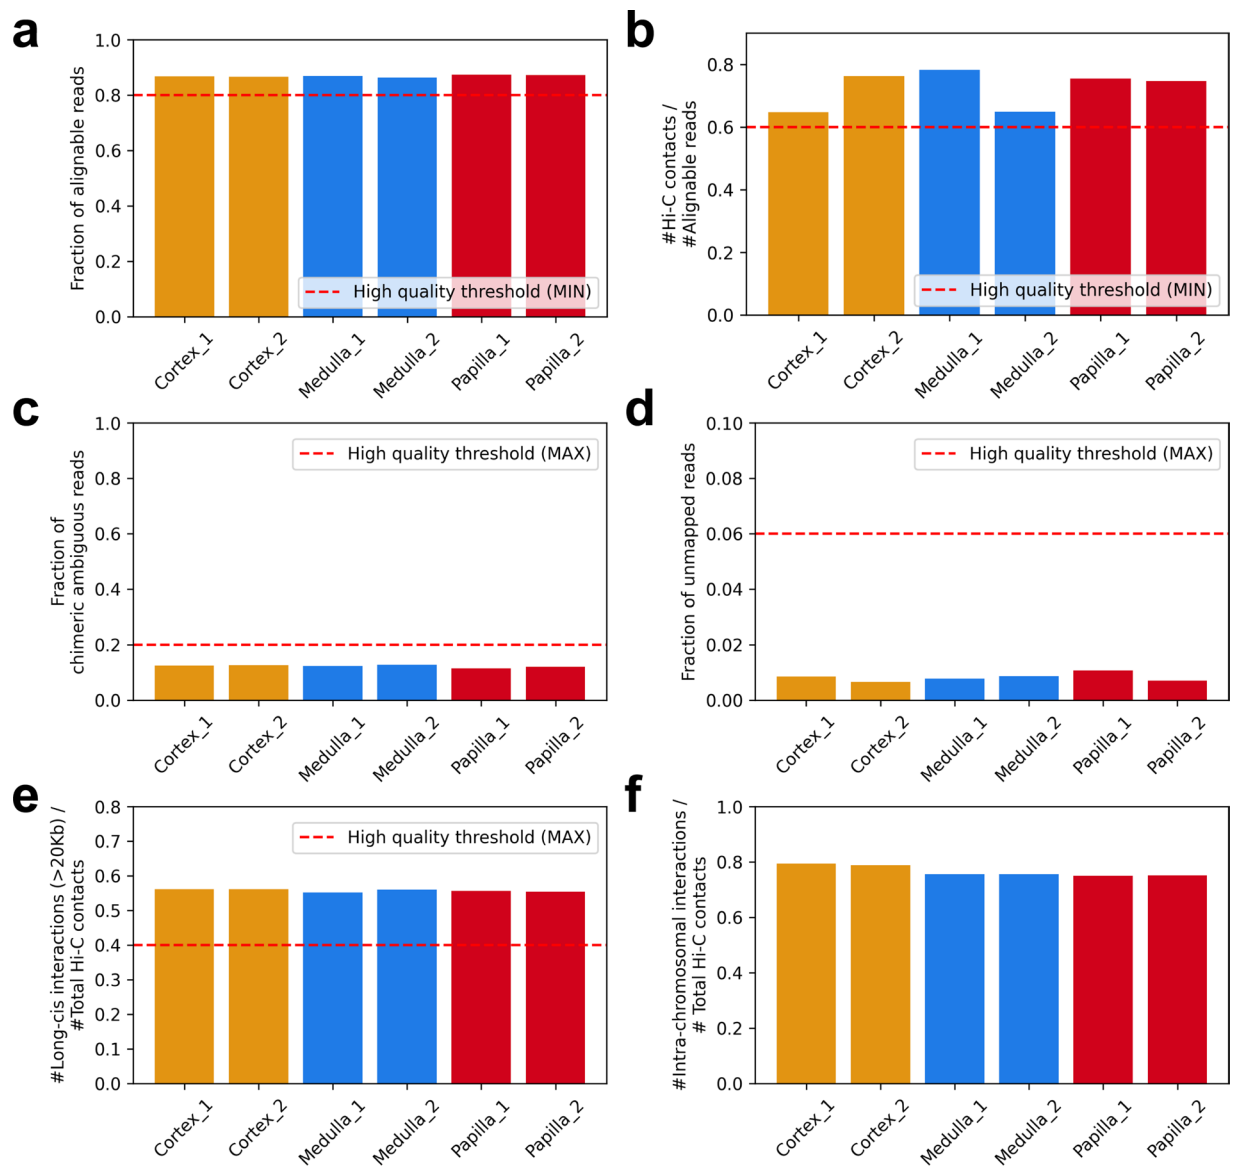 a
Fraction of alignable reads
1.0
0.8
0.6
0.4
0.2
0.0
High quality threshold (MIN)
Cortex_1
Cortex_2
Medulla_1
Medulla_2
Papilla_1
Papilla_2
b
#Hi-C contacts /
#Alignable reads
0.8
0.6
0.4
0.2
0.0
High quality threshold (MIN)
Cortex_1
Cortex_2
Medulla_1
Medulla_2
Papilla_1
Papilla_2
c
Fraction of
chimeric ambiguous reads
1.0
0.8
0.6
0.4
0.2
0.0
High quality threshold (MAX)
Cortex_1
Cortex_2
Medulla_1
Medulla_2
Papilla_1
Papilla_2
d
Fraction of unmapped reads
0.10
0.08
0.06
0.04
0.02
0.00
High quality threshold (MAX)
Cortex_1
Cortex_2
Medulla_1
Medulla_2
Papilla_1
Papilla_2
e
#Long-cis interactions (>20Kb) /
#Total Hi-C contacts
0.8
0.7
0.6
0.5
0.4
0.3
0.2
0.1
0.0
High quality threshold (MAX)
Cortex_1
Cortex_2
Medulla_1
Medulla_2
Papilla_1
Papilla_2
f
#Intra-chromosomal interactions /
# Total Hi-C contacts
1.0
0.8
0.6
0.4
0.2
0.0
Cortex_1
Cortex_2
Medulla_1
Medulla_2
Papilla_1
Papilla_2